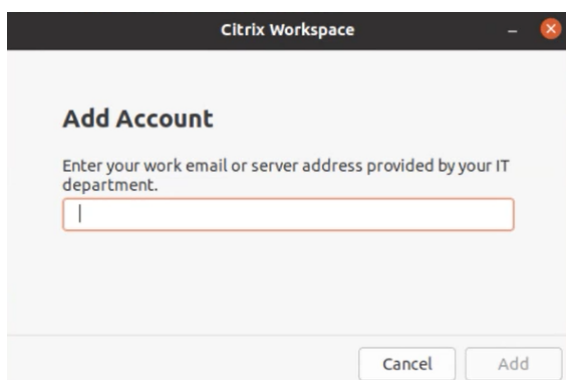 Citrix Workspace
Add Account
Enter your work email or server address provided by your IT
department.
Cancel
Add